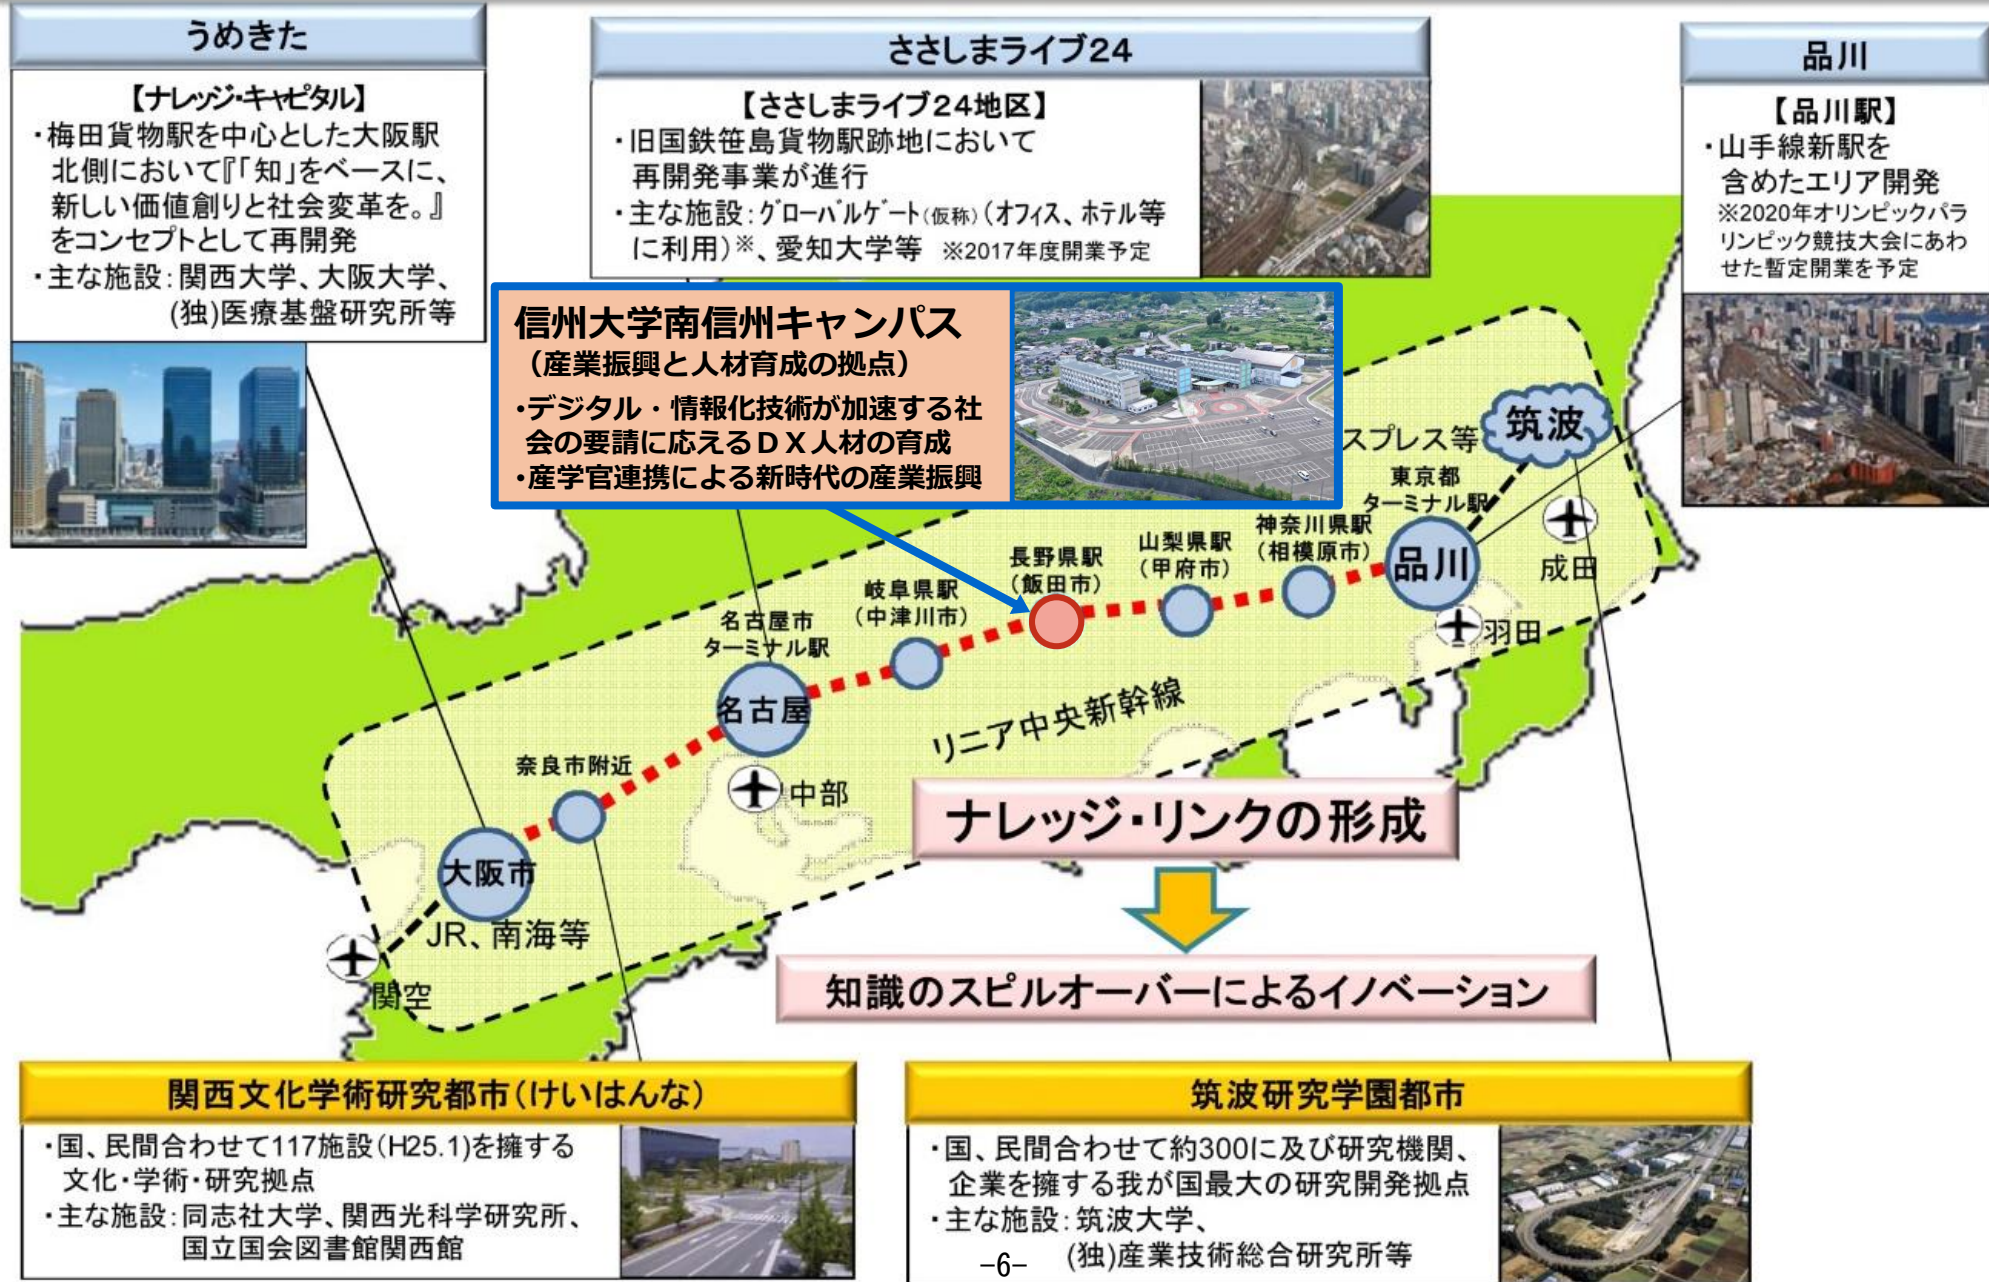 うめきた
【ナレッジ・キャピタル】
・梅田貨物駅を中心とした大阪駅
北側において『「知」をベースに、
新しい価値創りと社会変革を。』
をコンセプトとして再開発
・主な施設:関西大学、大阪大学、
(独)医療基盤研究所等
ささしまライブ24
【ささしまライブ24地区】
・旧国鉄笹島貨物駅跡地において
再開発事業が進行
・主な施設:グローバルゲート(仮称)(オフィス、ホテル等
に利用)※、愛知大学等 ※2017年度開業予定
品川
【品川駅】
・山手線新駅を
含めたエリア開発
※2020年オリンピックパラ
リンピック競技大会にあわ
せた暫定開業を予定
信州大学南信州キャンパス
(産業振興と人材育成の拠点)
・デジタル・情報化技術が加速する社
会の要請に応えるDX人材の育成
・産学官連携による新時代の産業振興
スプレス等
筑波
東京都
ターミナル駅
品川
成田
羽田
神奈川県駅
(相模原市)
山梨県駅
(甲府市)
長野県駅
(飯田市)
岐阜県駅
(中津川市)
名古屋市
ターミナル駅
名古屋
リニア中央新幹線
中部
奈良市附近
大阪市
JR、南海等
関空
ナレッジ・リンクの形成
知識のスピルオーバーによるイノベーション
関西文化学術研究都市(けいはんな)
・国、民間合わせて117施設(H25.1)を擁する
文化・学術・研究拠点
・主な施設:同志社大学、関西光科学研究所、
国立国会図書館関西館
筑波研究学園都市
・国、民間合わせて約300に及び研究機関、
企業を擁する我が国最大の研究開発拠点
・主な施設:筑波大学、
(独)産業技術総合研究所等
-6-